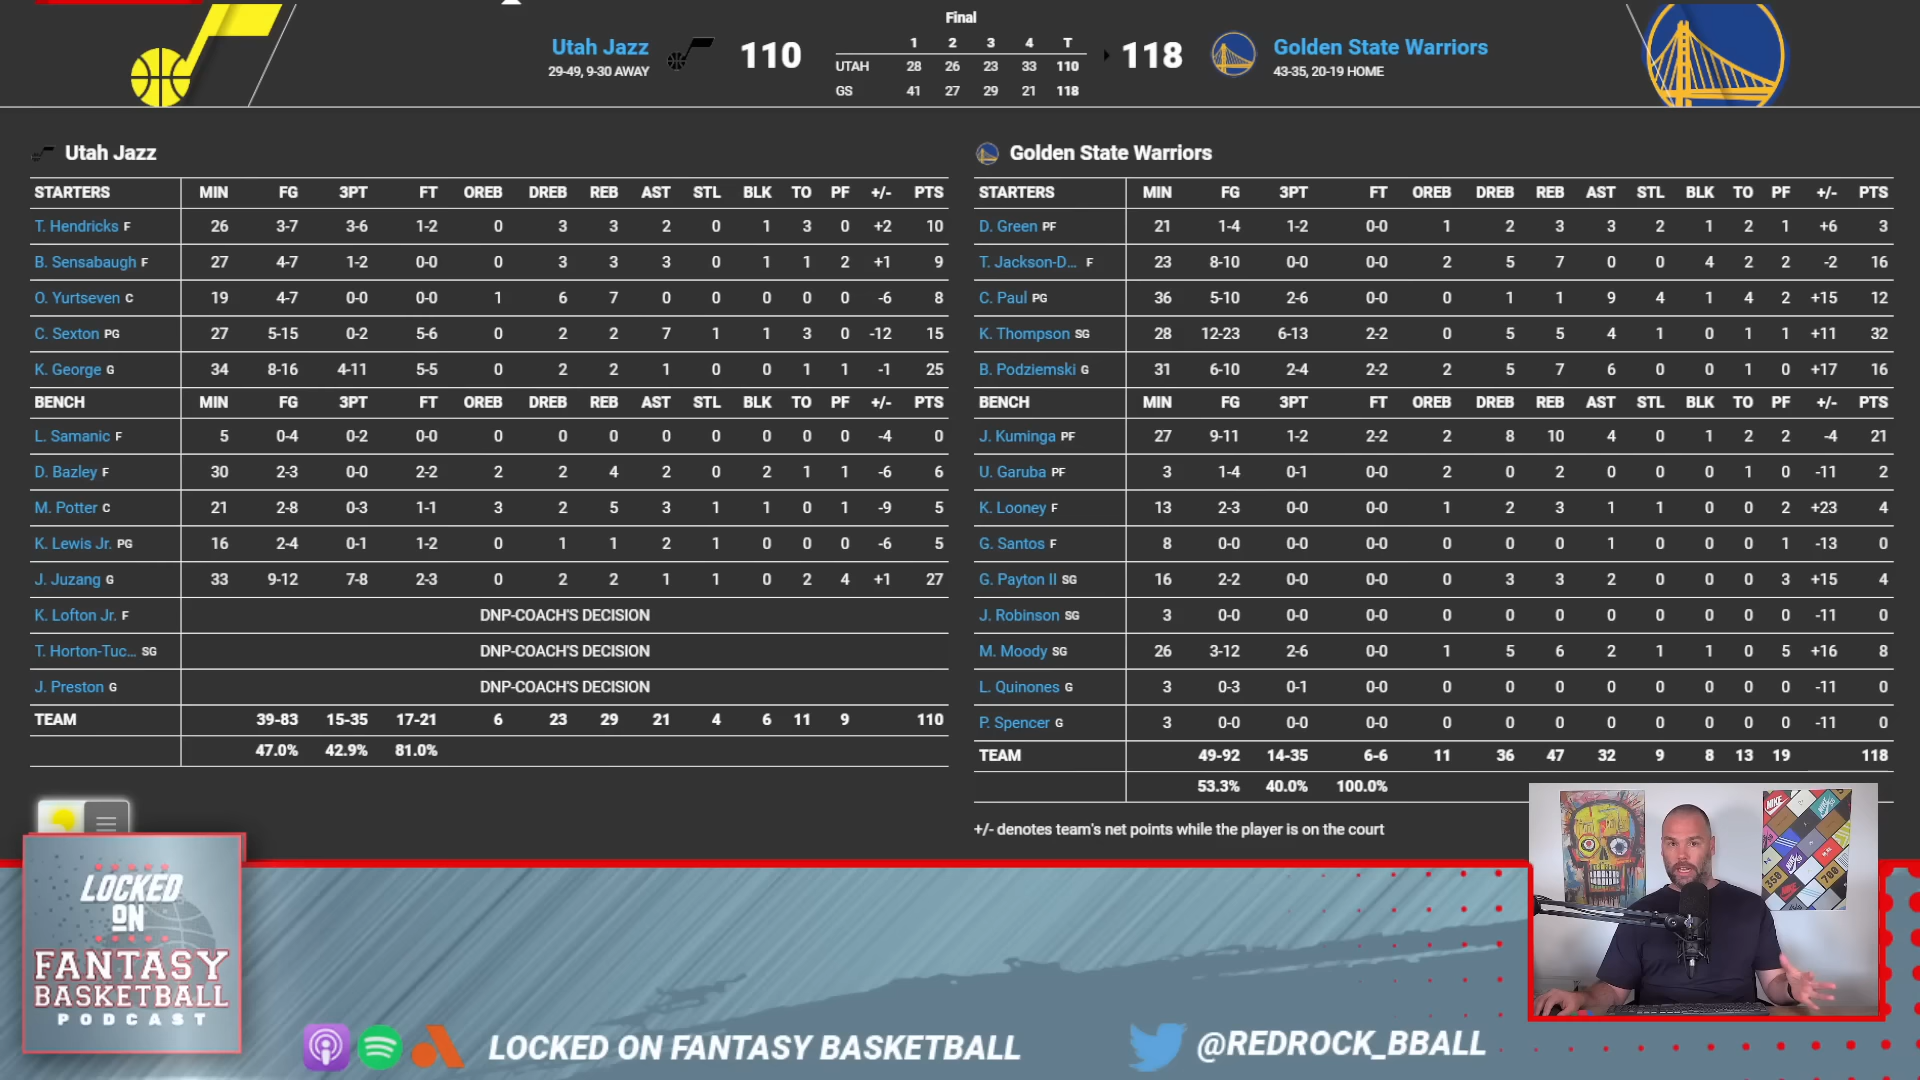 Final
Utah Jazz
29-49, 9-30 AWAY
110
1 2 3 4 T
UTAH 28 26 23 33 110
GS 41 27 29 21 118
118
Golden State Warriors
43-35, 20-19 HOME
Utah Jazz
STARTERS MIN FG 3PT FT OREB DREB REB AST STL BLK TO PF +/- PTS
T. Hendricks F 26 3-7 3-6 1-2 0 3 3 2 0 1 3 0 +2 10
B. Sensabaugh F 27 4-7 1-2 0-0 0 3 3 3 0 1 1 2 +1 9
O. Yurtseven C 19 4-7 0-0 0-0 1 6 7 0 0 0 0 0 -6 8
C. Sexton PG 27 5-15 0-2 5-6 0 2 2 7 1 1 3 0 -12 15
K. George G 34 8-16 4-11 5-5 0 2 2 1 0 0 1 1 -1 25
BENCH MIN FG 3PT FT OREB DREB REB AST STL BLK TO PF +/- PTS
L. Samanic F 5 0-4 0-2 0-0 0 0 0 0 0 0 0 0 -4 0
D. Bazley F 30 2-3 0-0 2-2 2 2 4 2 0 2 1 1 -6 6
M. Potter C 21 2-8 0-3 1-1 3 2 5 3 1 1 0 1 -9 5
K. Lewis Jr. PG 16 2-4 0-1 1-2 0 1 1 2 1 0 0 0 -6 5
J. Juzang G 33 9-12 7-8 2-3 0 2 2 1 1 0 2 4 +1 27
K. Lofton Jr. F DNP-COACH'S DECISION
T. Horton-Tuc... SG DNP-COACH'S DECISION
J. Preston G DNP-COACH'S DECISION
TEAM 39-83 15-35 17-21 6 23 29 21 4 6 11 9 110
47.0% 42.9% 81.0%
Golden State Warriors
STARTERS MIN FG 3PT FT OREB DREB REB AST STL BLK TO PF +/- PTS
D. Green PF 21 1-4 1-2 0-0 1 2 3 3 2 1 2 1 +6 3
T. Jackson-D... F 23 8-10 0-0 0-0 2 5 7 0 0 4 2 2 -2 16
C. Paul PG 36 5-10 2-6 0-0 0 1 1 9 4 1 4 2 +15 12
K. Thompson SG 28 12-23 6-13 2-2 0 5 5 4 1 0 1 1 +11 32
B. Podziemski G 31 6-10 2-4 2-2 2 5 7 6 0 0 1 0 +17 16
BENCH MIN FG 3PT FT OREB DREB REB AST STL BLK TO PF +/- PTS
J. Kuminga PF 27 9-11 1-2 2-2 2 8 10 4 0 1 2 2 -4 21
U. Garuba PF 3 1-4 0-1 0-0 2 0 2 0 0 0 1 0 -11 2
K. Looney F 13 2-3 0-0 0-0 1 2 3 1 1 0 0 2 +23 4
G. Santos F 8 0-0 0-0 0-0 0 0 0 1 0 0 0 1 -13 0
G. Payton II SG 16 2-2 0-0 0-0 0 3 3 2 0 0 0 3 +15 4
J. Robinson SG 3 0-0 0-0 0-0 0 0 0 0 0 0 0 0 -11 0
M. Moody SG 26 3-12 2-6 0-0 1 5 6 2 1 1 0 5 +16 8
L. Quinones G 3 0-3 0-1 0-0 0 0 0 0 0 0 0 0 -11 0
P. Spencer G 3 0-0 0-0 0-0 0 0 0 0 0 0 0 0 -11 0
TEAM 49-92 14-35 6-6 11 36 47 32 9 8 13 19 118
53.3% 40.0% 100.0%
+/- denotes team's net points while the player is on the court
LOCKED
ON
FANTASY
BASKETBALL
PODCAST
LOCKED ON FANTASY BASKETBALL
@REDROCK_BBALL
NIKE
350
700